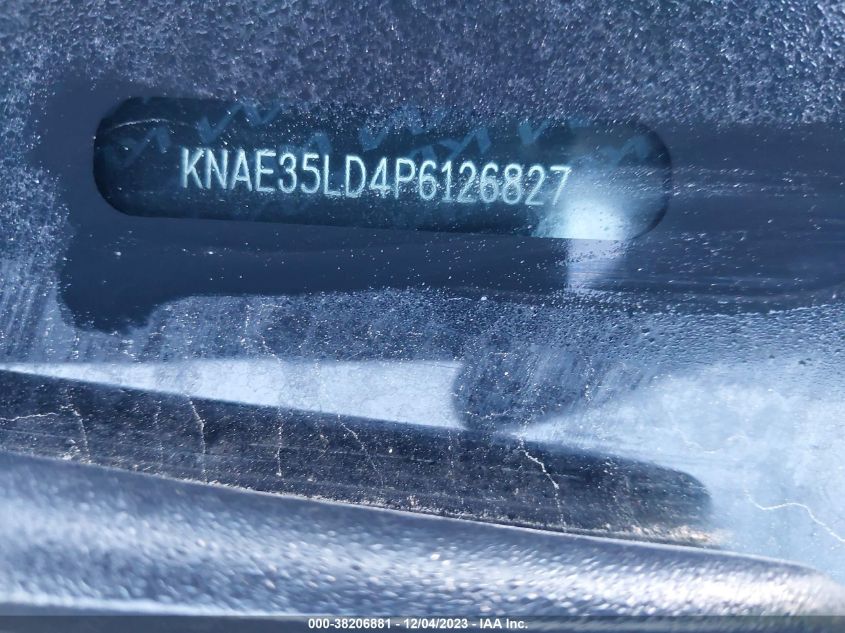 KNAE35LD4P6126827
000-38206881 - 12/04/2023 - IAA Inc.